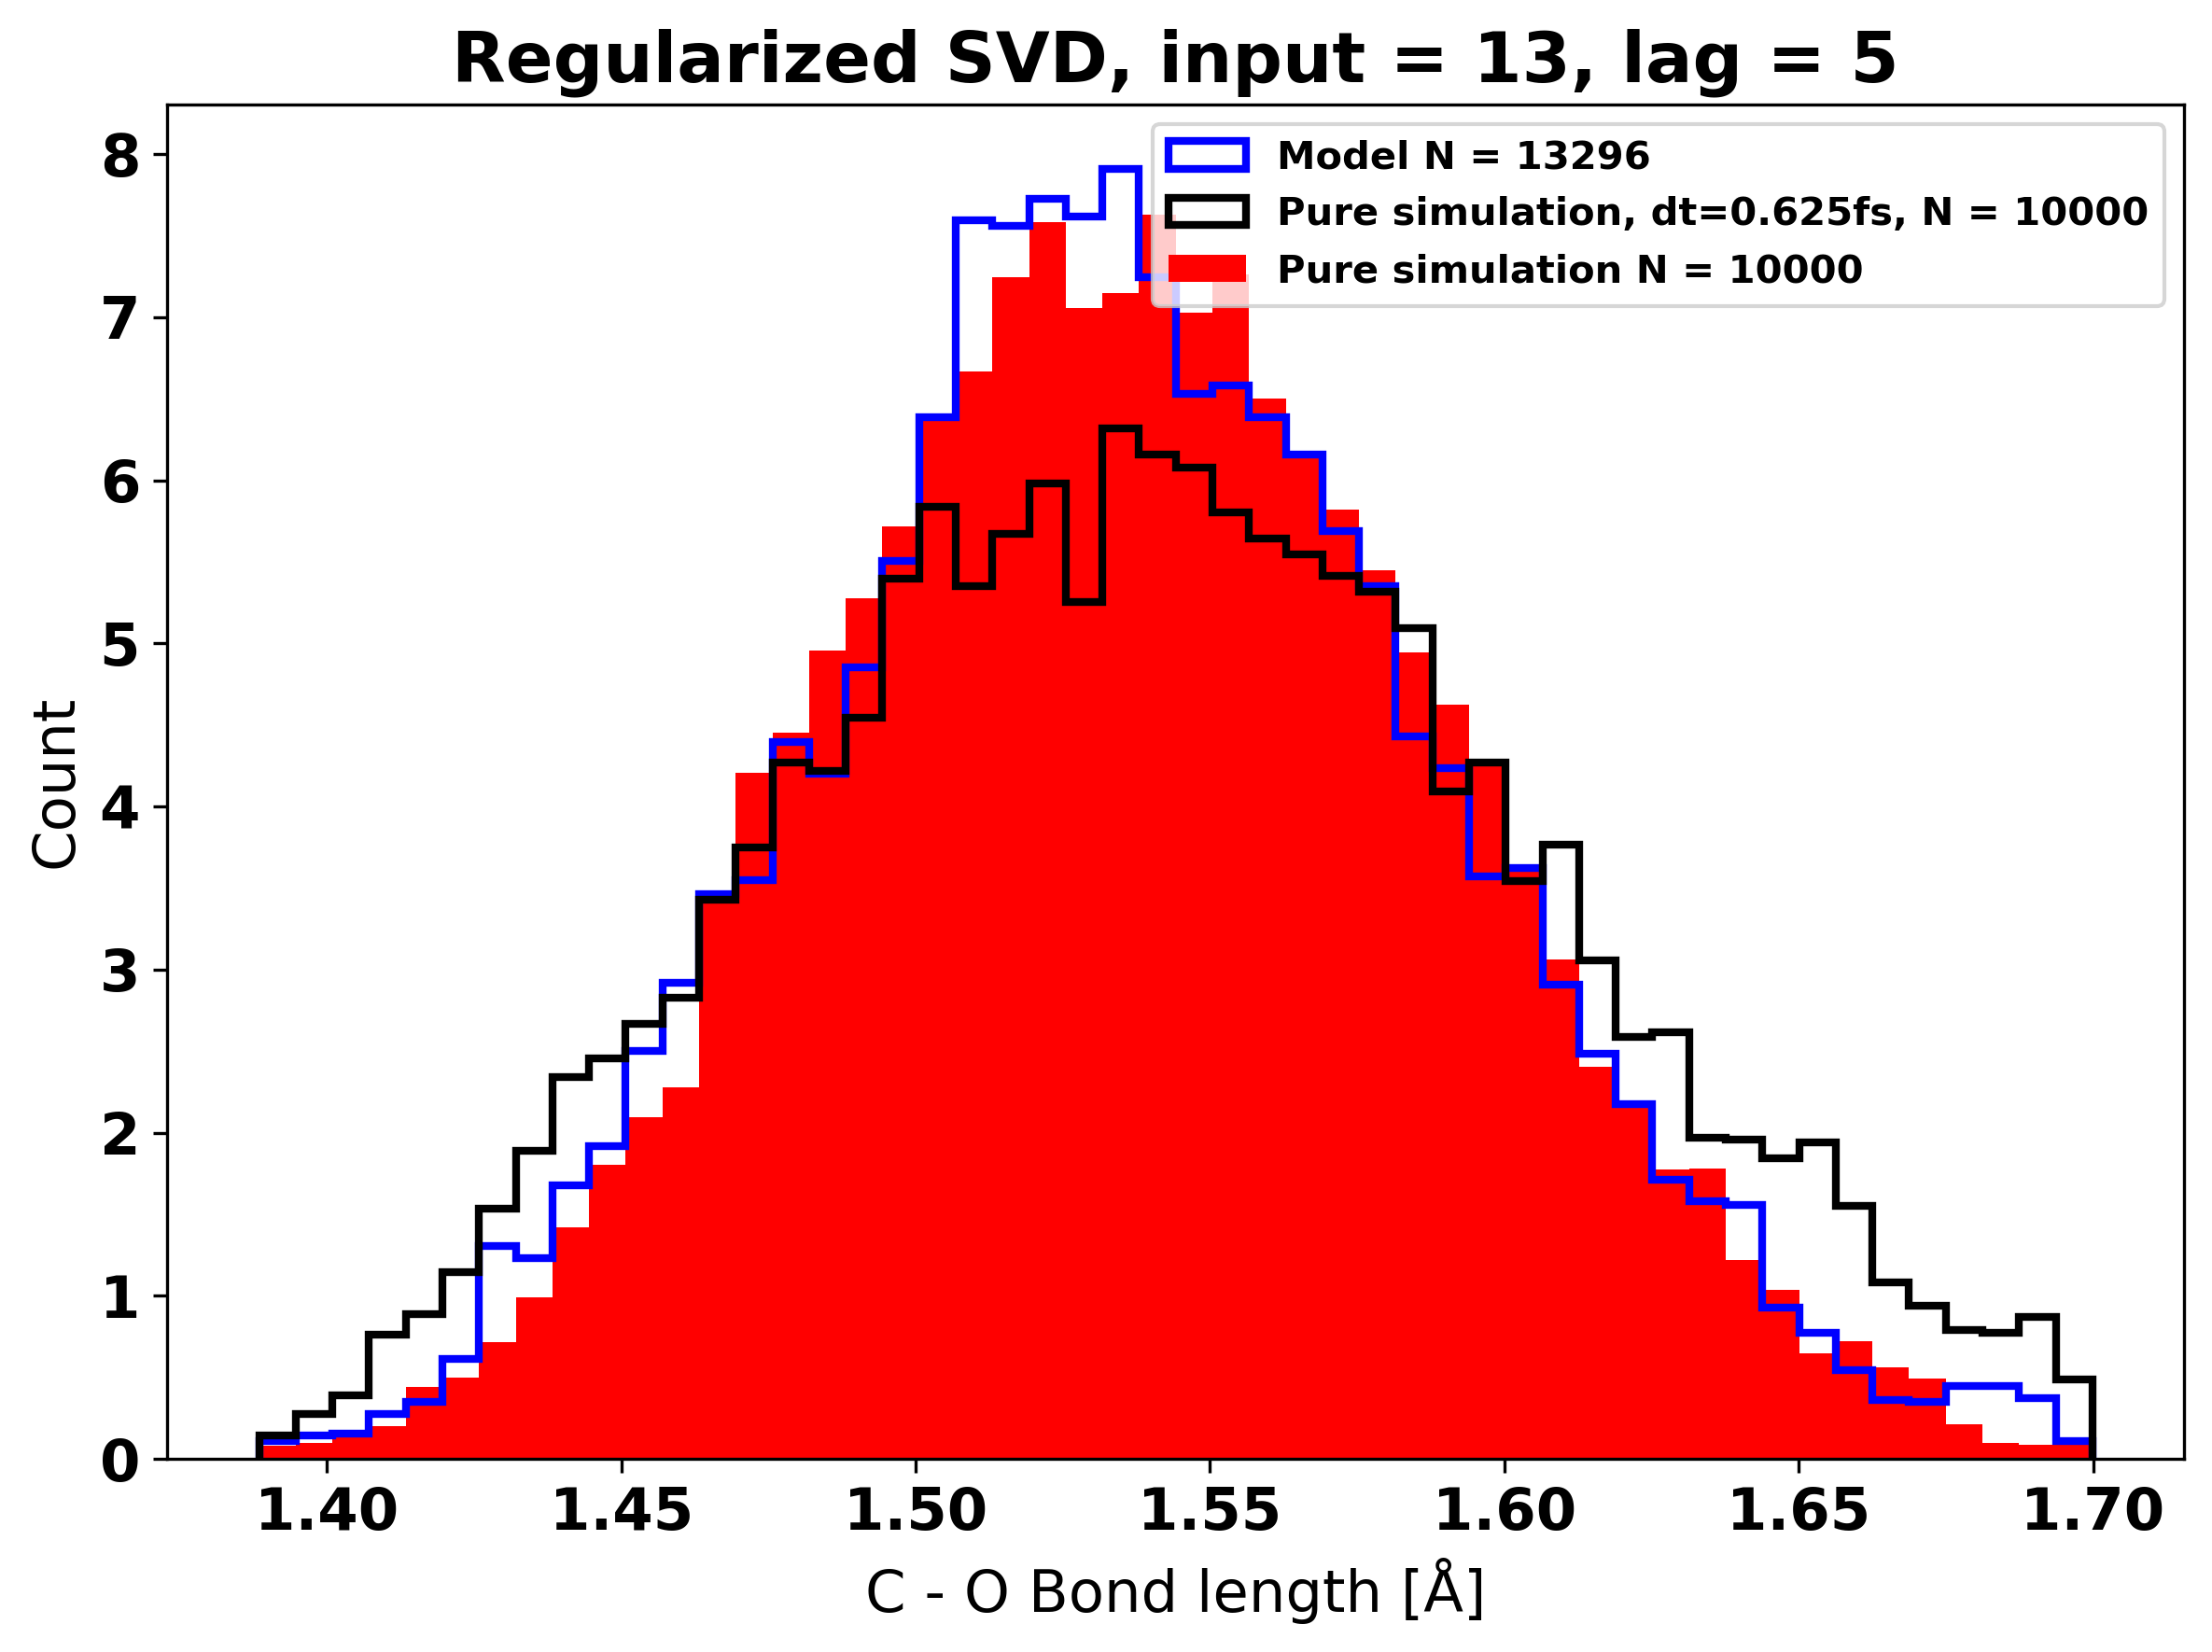 Regularized SVD, input = 13, lag = 5
Model N = 13296
Pure simulation, dt=0.625fs, N = 10000
Pure simulation N = 10000
8
7
6
5
4
3
2
1
0
Count
1.40 1.45 1.50 1.55 1.60 1.65 1.70
C - O Bond length [Å]